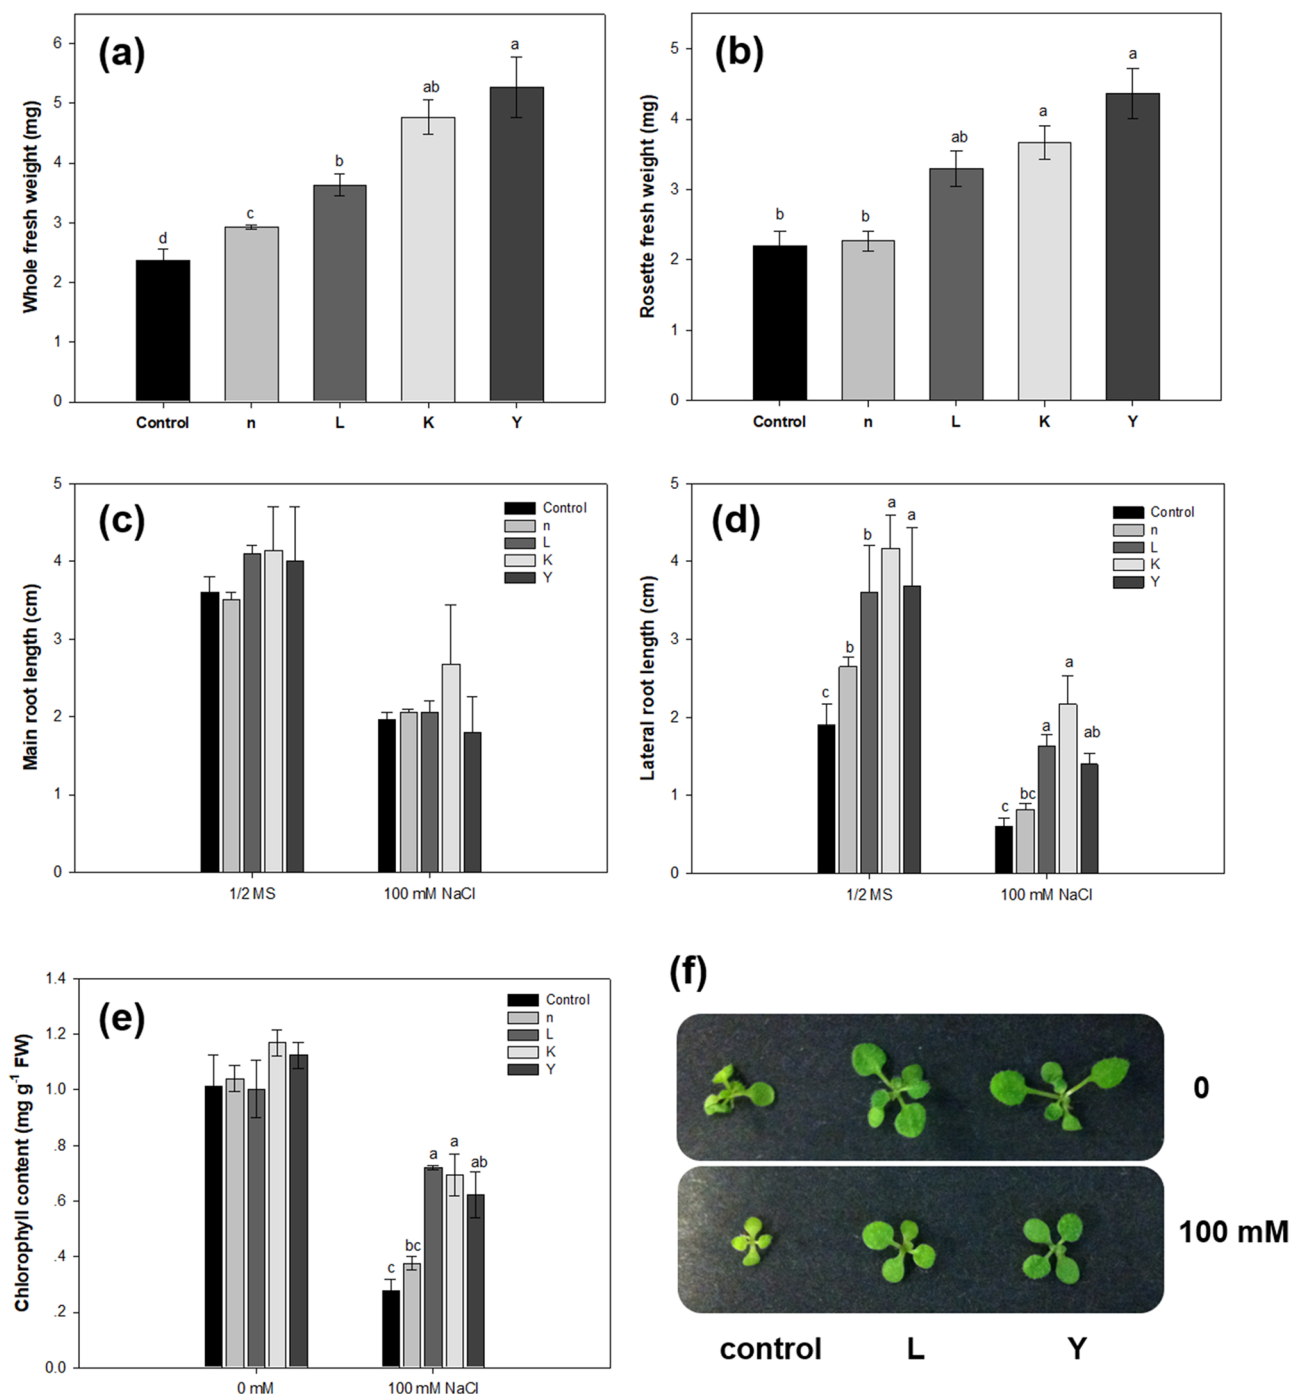 (a)
Whole fresh weight (mg)
6
5
4
3
2
1
0
d
c
b
ab
a
Control n L K Y
(b)
Rosette fresh weight (mg)
5
4
3
2
1
0
b
b
ab
a
a
Control n L K Y
(c)
Main root length (cm)
5
4
3
2
1
0
Control
n
L
K
Y
1/2 MS 100 mM NaCl
(d)
Lateral root length (cm)
5
4
3
2
1
0
c
b
b
a
a
c
bc
a
a
ab
Control
n
L
K
Y
1/2 MS 100 mM NaCl
(e)
Chlorophyll content (mg g-1 FW)
1.4
1.2
1.0
.8
.6
.4
.2
0.0
c
bc
a
a
ab
Control
n
L
K
Y
0 mM 100 mM NaCl
(f)
0
100 mM
control L Y